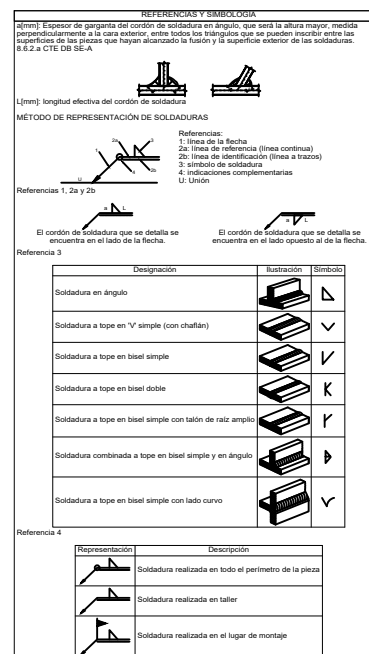 REFERENCIAS Y SIMBOLOGÍA
a[mm]: Espesor de garganta del cordón de soldadura en ángulo, que será la altura mayor, medida
perpendicularmente a la cara exterior, entre todos los triángulos que se pueden inscribir entre las
superficies de las piezas que hayan alcanzado la fusión y la superficie exterior de las soldaduras.
8.6.2.a CTE DB SE-A
L[mm]: longitud efectiva del cordón de soldadura
MÉTODO DE REPRESENTACIÓN DE SOLDADURAS
Referencias:
1: línea de la flecha
2a: línea de referencia (línea continua)
2b: línea de identificación (línea a trazos)
3: símbolo de soldadura
4: indicaciones complementarias
U: Unión
1
2a
3
4
2b
U
Referencias 1, 2a y 2b
a L
a L
El cordón de soldadura que se detalla se
encuentra en el lado de la flecha.
El cordón de soldadura que se detalla se
encuentra en el lado opuesto al de la flecha.
Referencia 3
Designación Ilustración Símbolo
Soldadura en ángulo
Soldadura a tope en 'V' simple (con chaflán)
Soldadura a tope en bisel simple
Soldadura a tope en bisel doble
Soldadura a tope en bisel simple con talón de raíz amplio
Soldadura combinada a tope en bisel simple y en ángulo
Soldadura a tope en bisel simple con lado curvo
Referencia 4
Representación Descripción
Soldadura realizada en todo el perímetro de la pieza
Soldadura realizada en taller
Soldadura realizada en el lugar de montaje